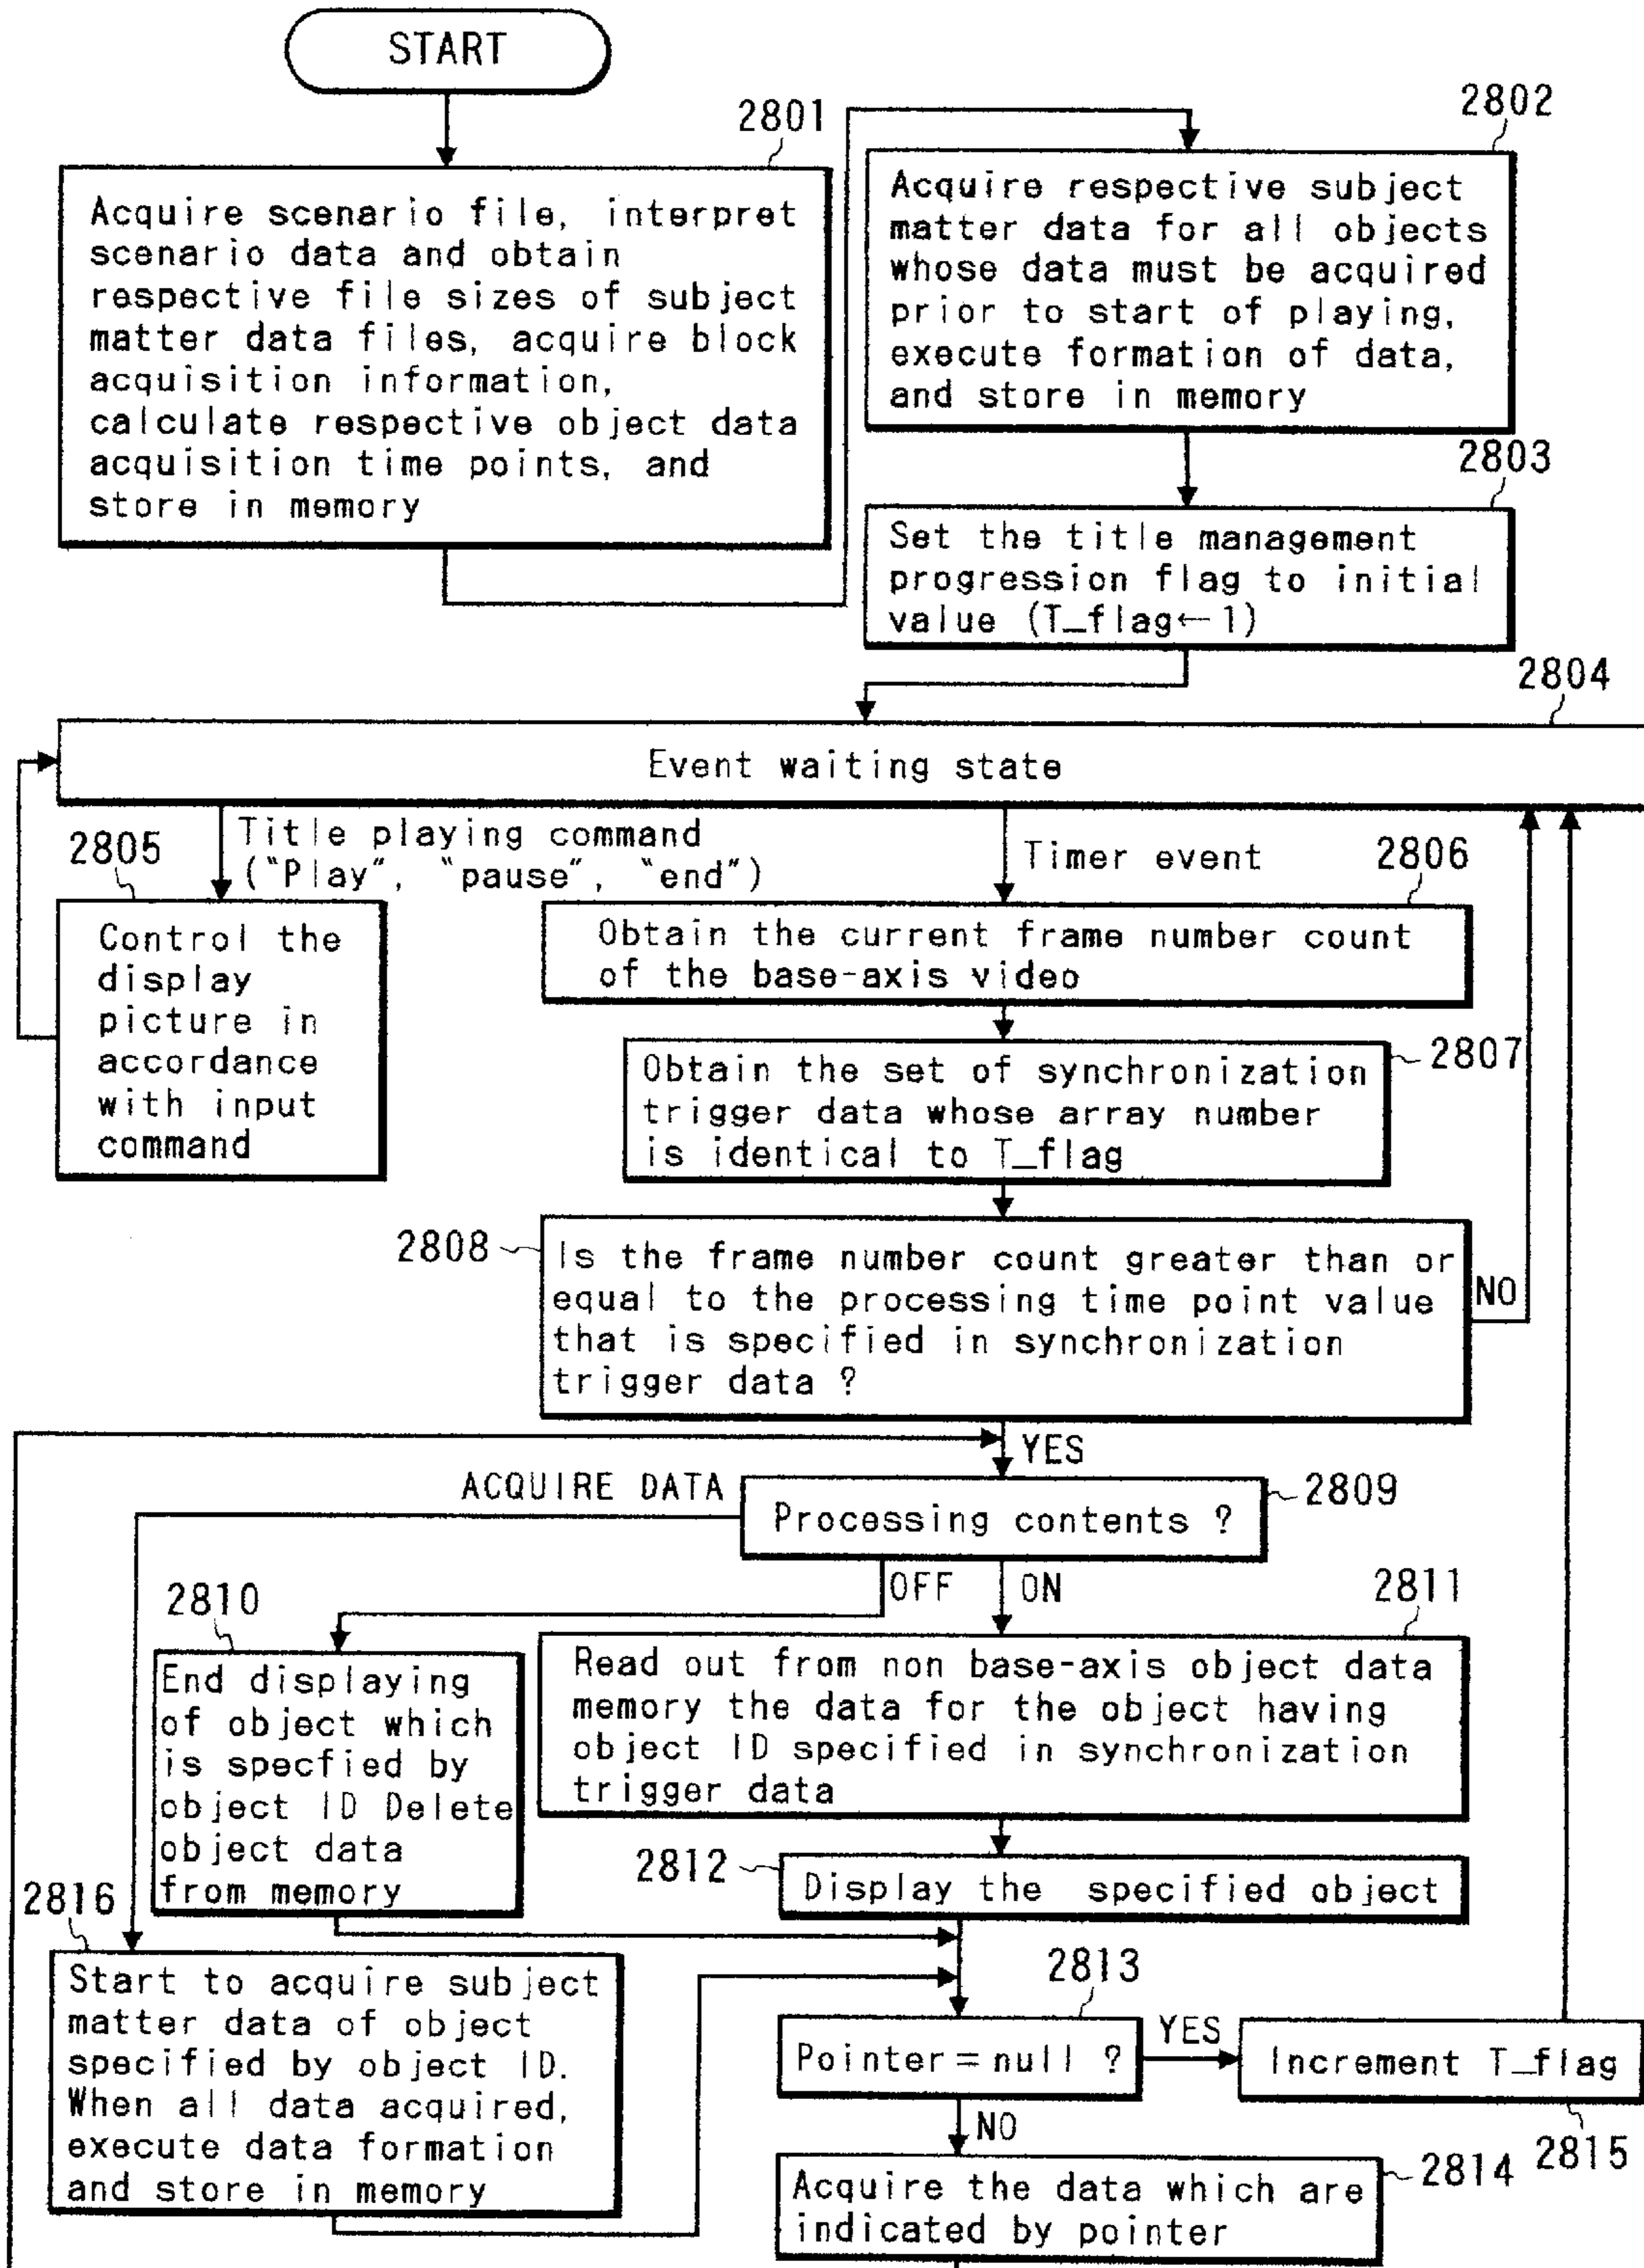 START
2801
Acquire scenario file, interpret
scenario data and obtain
respective file sizes of subject
matter data files, acquire block
acquisition information,
calculate respective object data
acquisition time points, and
store in memory
2802
Acquire respective subject
matter data for all objects
whose data must be acquired
prior to start of playing,
execute formation of data,
and store in memory
2803
Set the title management
progression flag to initial
value (T_flag←1)
2804
Event waiting state
Title playing command
("Play", "pause", "end")
2805
Control the
display
picture in
accordance
with input
command
Timer event
2806
Obtain the current frame number count
of the base-axis video
2807
Obtain the set of synchronization
trigger data whose array number
is identical to T_flag
2808
Is the frame number count greater than or
equal to the processing time point value
that is specified in synchronization
trigger data ?
NO
YES
ACQUIRE DATA
2809
Processing contents ?
OFF
ON
2810
End displaying
of object which
is specfied by
object ID Delete
object data
from memory
2811
Read out from non base-axis object data
memory the data for the object having
object ID specified in synchronization
trigger data
2812
Display the specified object
2816
Start to acquire subject
matter data of object
specified by object ID.
When all data acquired,
execute data formation
and store in memory
2813
Pointer=null ?
YES
Increment T_flag
2815
NO
2814
Acquire the data which are
indicated by pointer